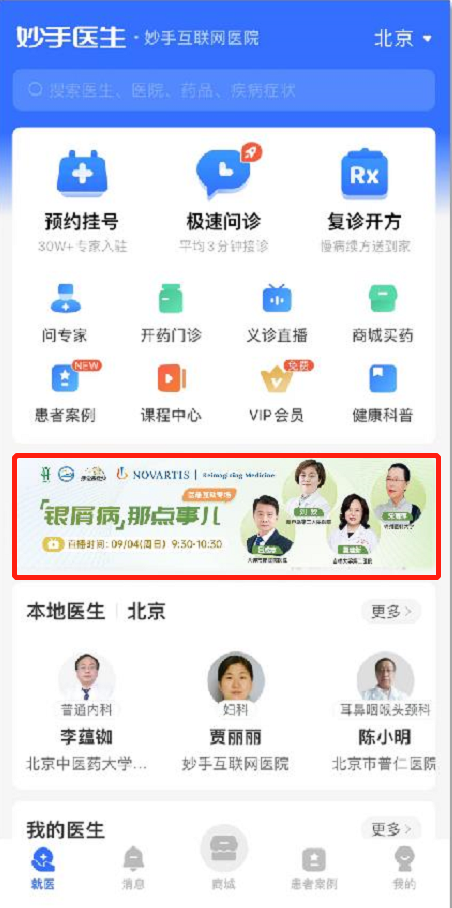 妙手医生·妙手互联网医院
北京
搜索医生、医院、药品、疾病症状
预约挂号
极速问诊
复诊开方
30W+专家入驻
平均3分钟接诊
慢病续方送到家
问专家
开药门诊
义诊直播
商城买药
NEW
免费
患者案例
课程中心
VIP会员
健康科普
NOVARTIS | Reimagining Medicine
「银屑病」那点事儿
直播时间：09/04(周日) 9:30-10:30
本地医生 | 北京
更多>
普通内科
妇科
耳鼻咽喉头颈科
李蕴铷
贾丽丽
陈小明
北京中医药大学...
妙手互联网医院
北京市普仁医院
我的医生
更多>
就医
消息
商城
患者案例
我的